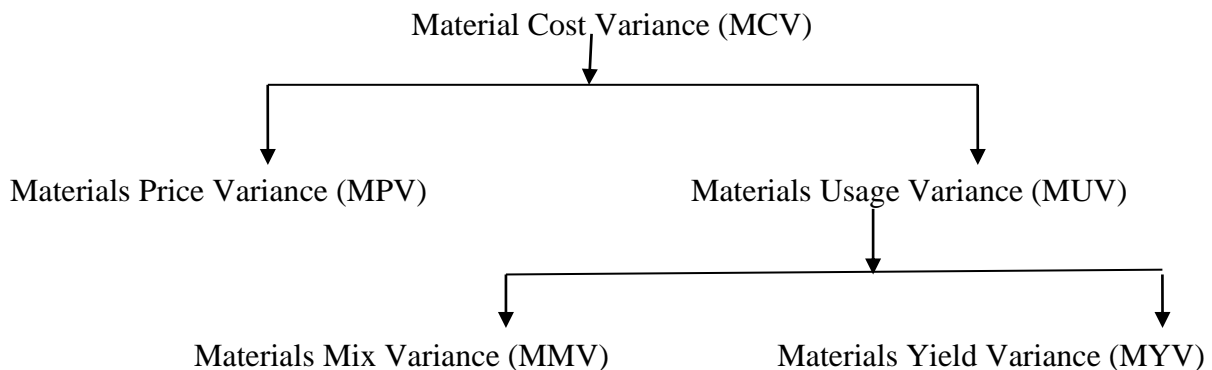 Material Cost Variance (MCV)
Materials Price Variance (MPV) Materials Usage Variance (MUV)
Materials Mix Variance (MMV) Materials Yield Variance (MYV)